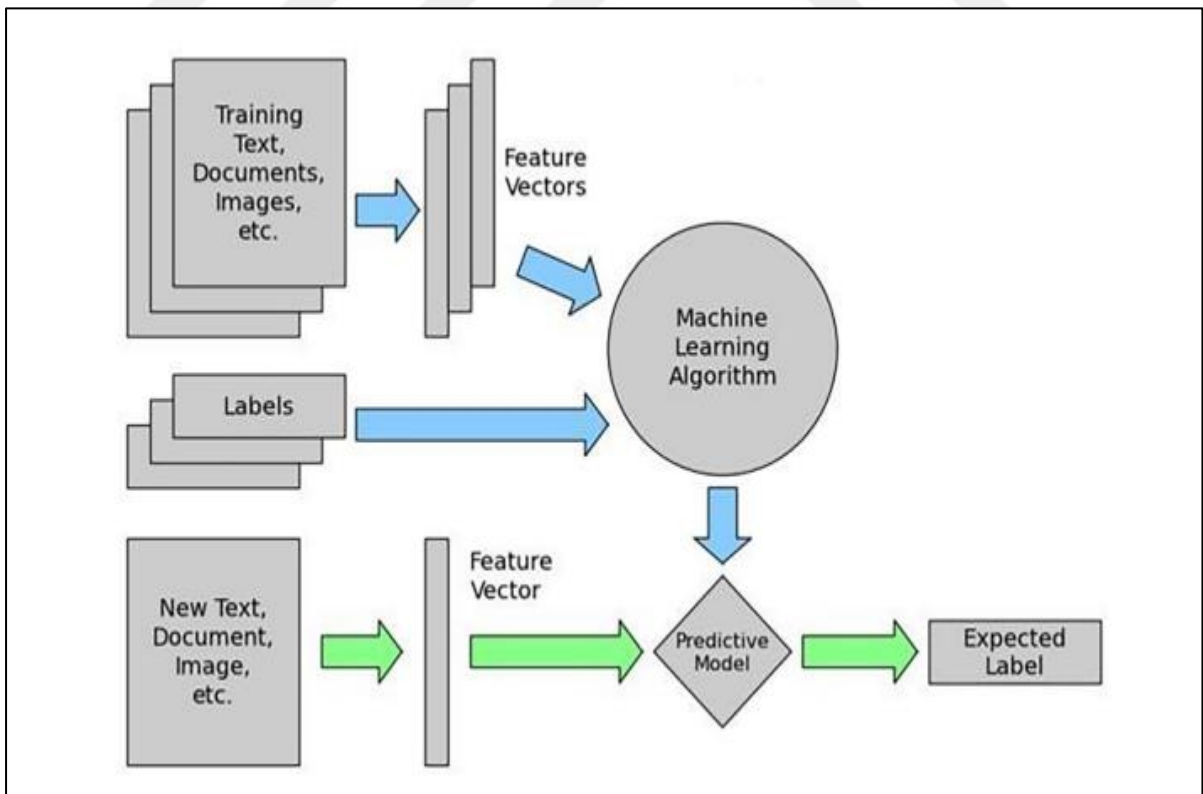 Training
Text,
Documents,
Images,
etc.
Feature
Vectors
Machine
Learning
Algorithm
Labels
New Text,
Document,
Image,
etc.
Feature
Vector
Predictive
Model
Expected
Label